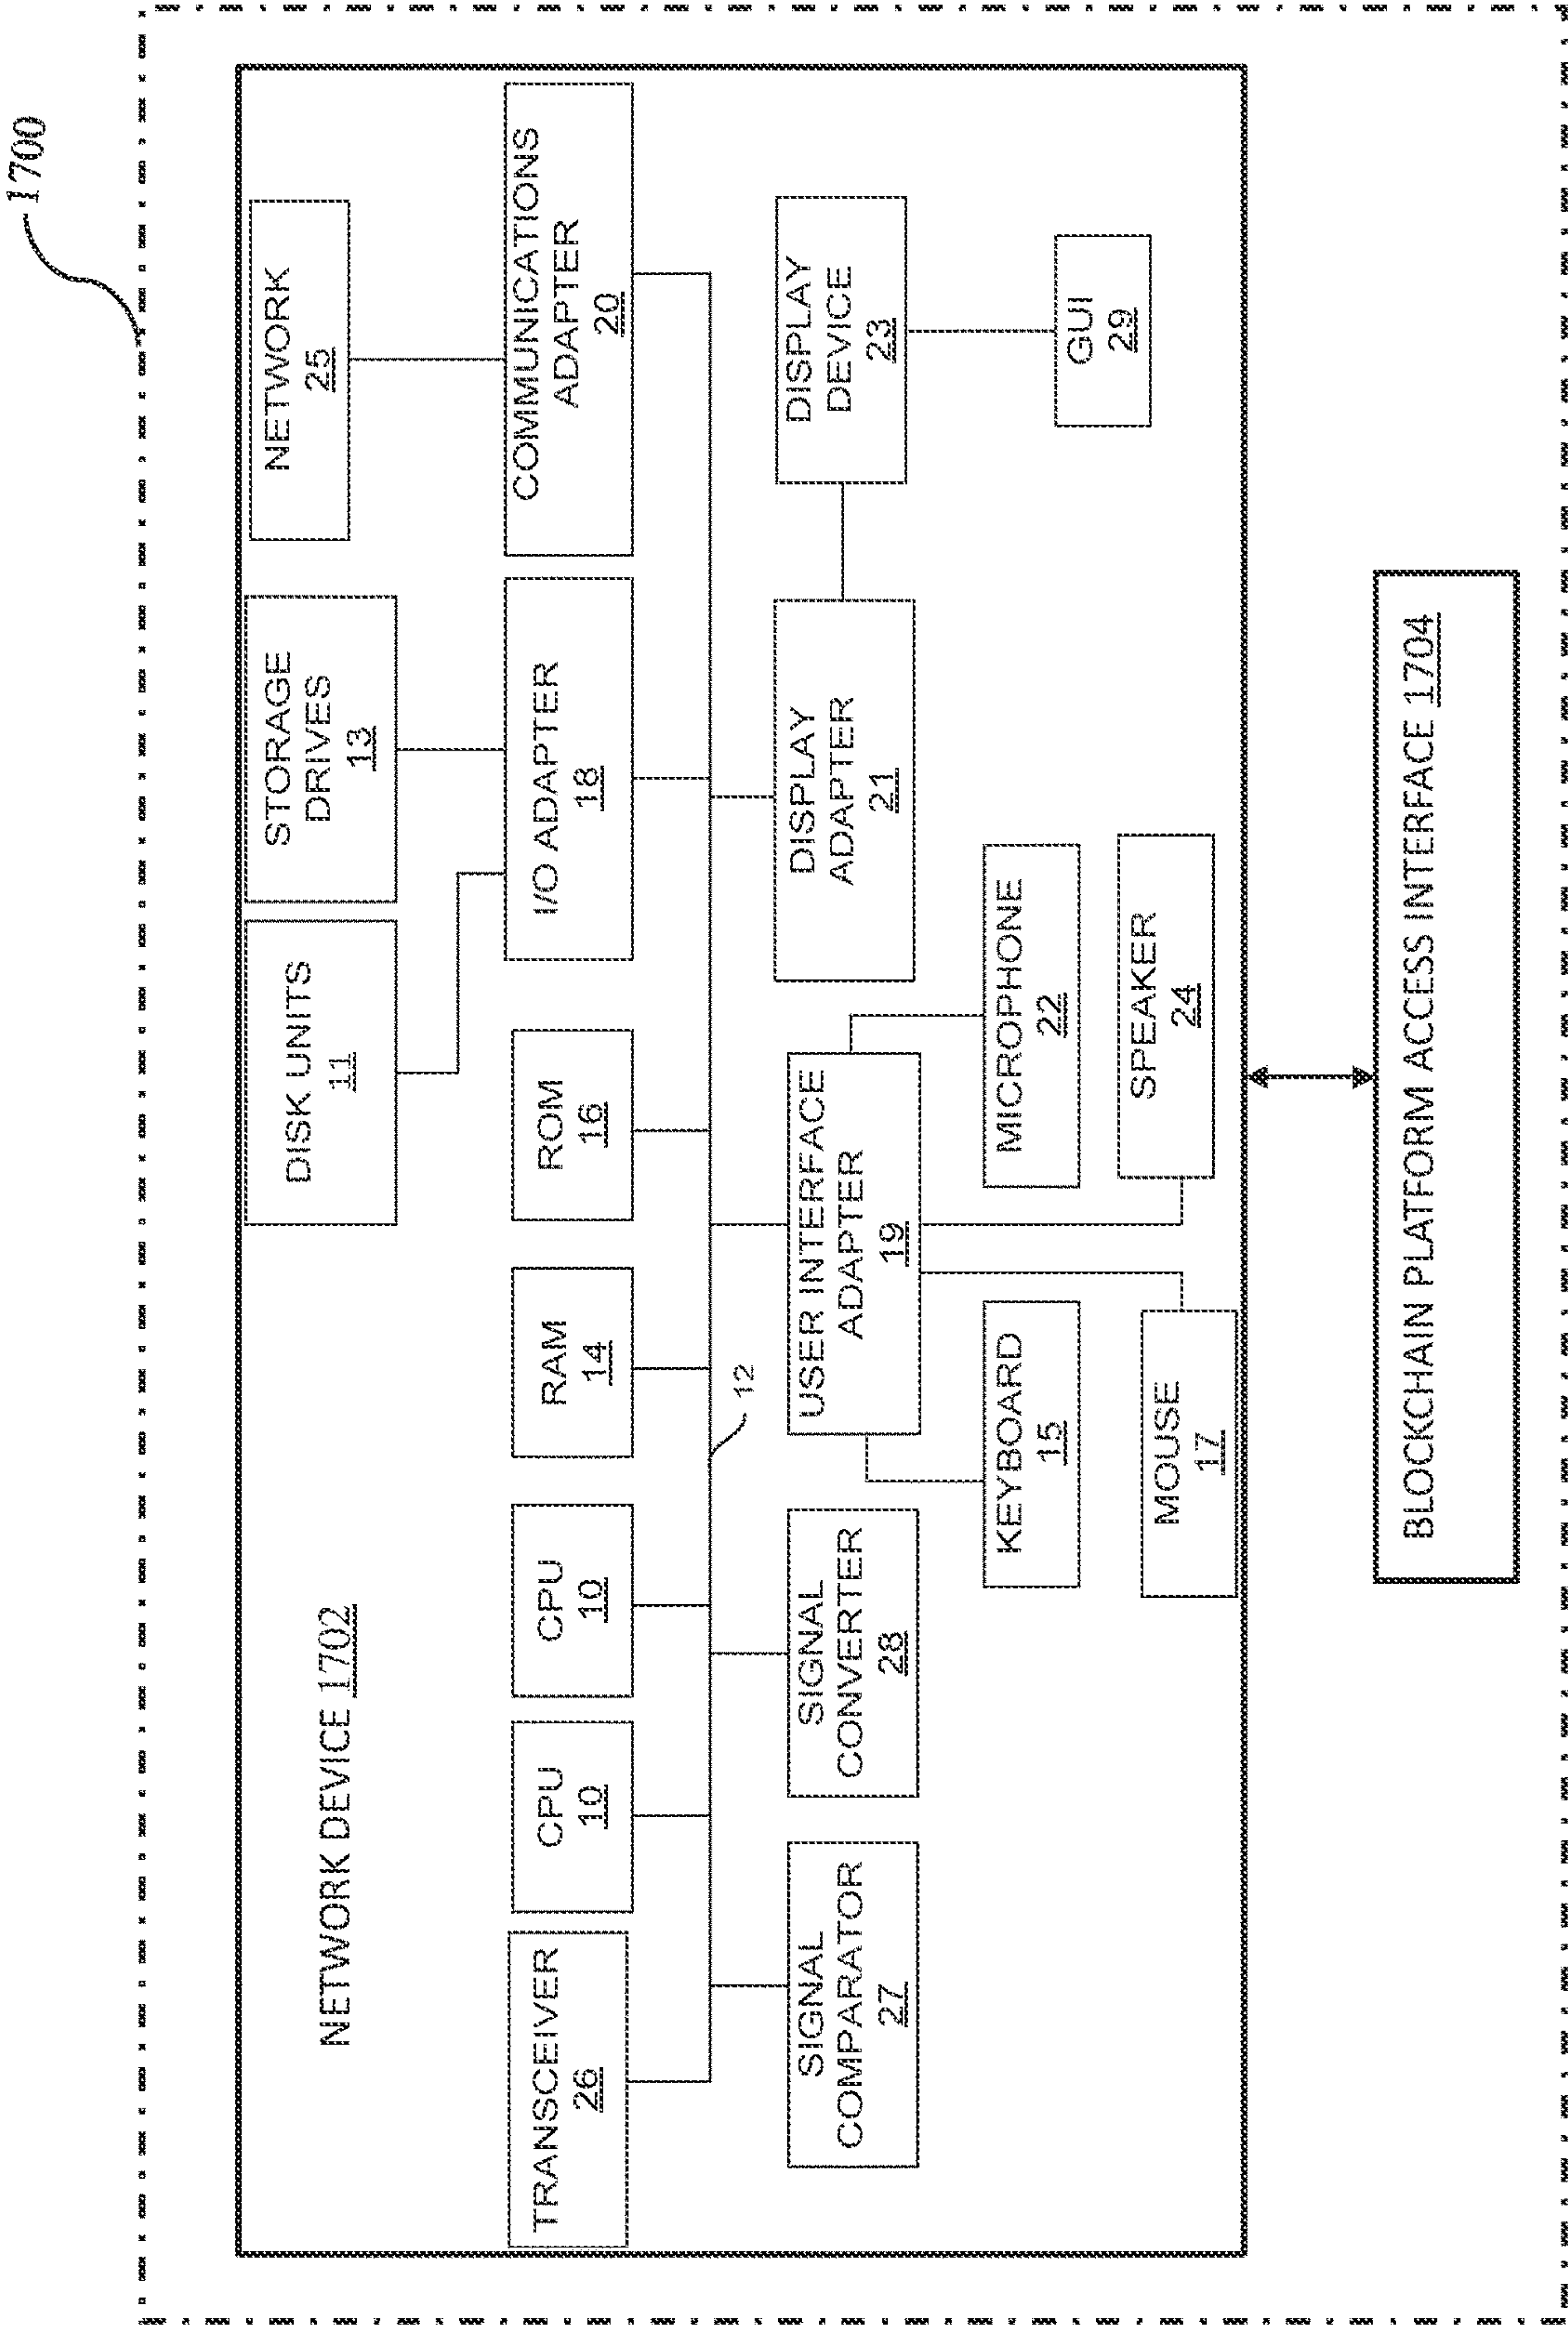 1700
NETWORK DEVICE 1702
DISK UNITS
11
STORAGE
DRIVES
13
NETWORK
25
TRANSCEIVER
26
CPU
10
CPU
10
RAM
14
ROM
16
I/O ADAPTER
18
COMMUNICATIONS
ADAPTER
20
12
SIGNAL
COMPARATOR
27
SIGNAL
CONVERTER
28
USER INTERFACE
ADAPTER
19
DISPLAY
ADAPTER
21
DISPLAY
DEVICE
23
KEYBOARD
15
MICROPHONE
22
GUI
29
MOUSE
17
SPEAKER
24
BLOCKCHAIN PLATFORM ACCESS INTERFACE 1704